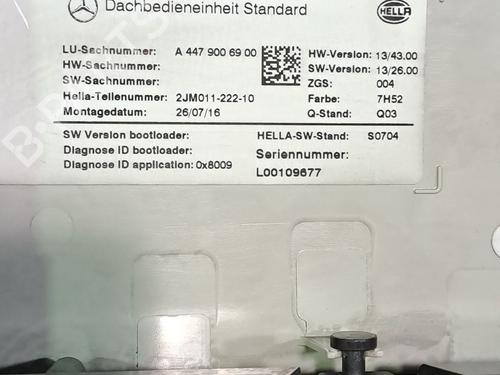 Dachbedieneinheit Standard
HELLA
LU-Sachnummer: A 447 900 69 00
HW-Version: 13/43.00
HW-Sachnummer:
SW-Version: 13/26.00
SW-Sachnummer:
ZGS: 004
Hella-Teilenummer: 2JM011-222-10
Farbe: 7H52
Montagedatum: 26/07/16
Q-Stand: Q03
SW Version bootloader:
HELLA-SW-Stand: S0704
Diagnose ID bootloader:
Seriennummer:
Diagnose ID application: 0x8009
L00109677